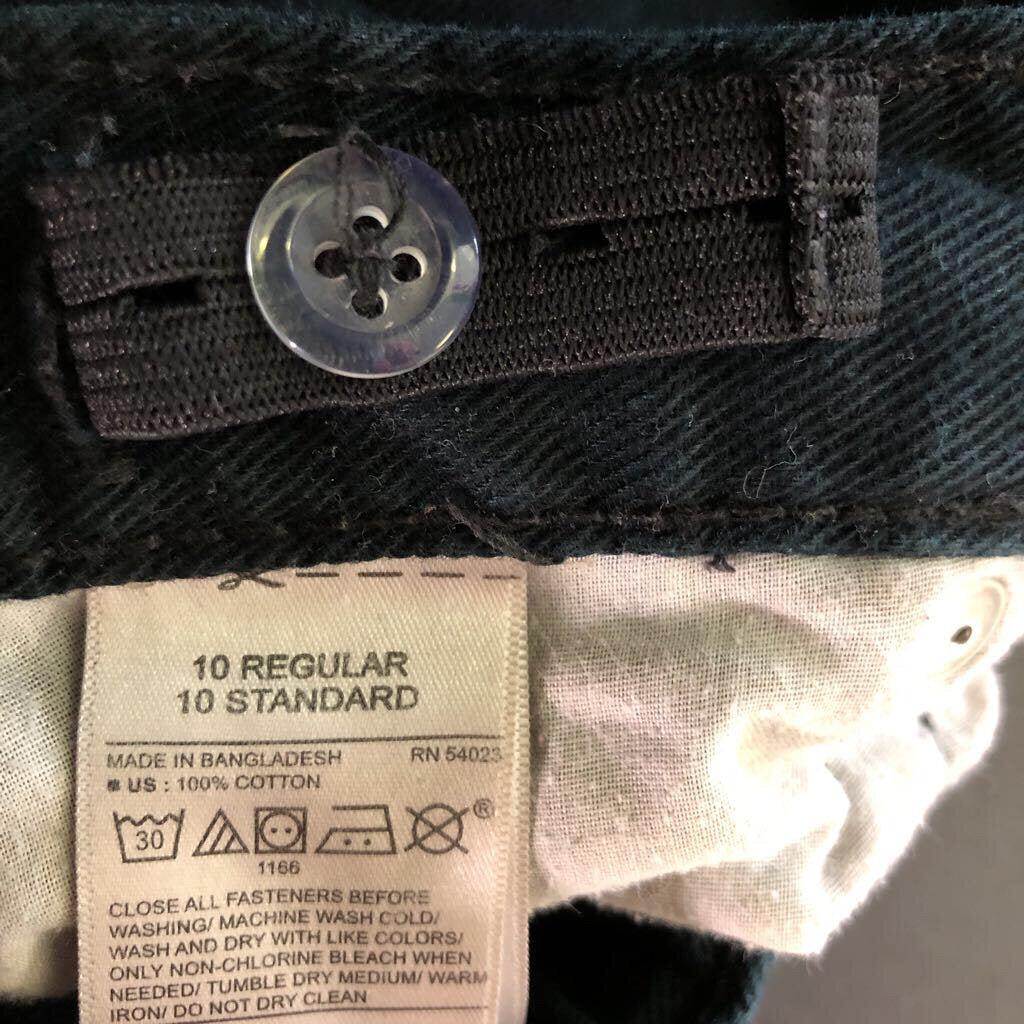 10 REGULAR
10 STANDARD
MADE IN BANGLADESH RN 54023
US : 100% COTTON
30
®
1166
CLOSE ALL FASTENERS BEFORE
WASHING/ MACHINE WASH COLD/
WASH AND DRY WITH LIKE COLORS/
ONLY NON-CHLORINE BLEACH WHEN
NEEDED/ TUMBLE DRY MEDIUM/ WARM
IRON/ DO NOT DRY CLEAN